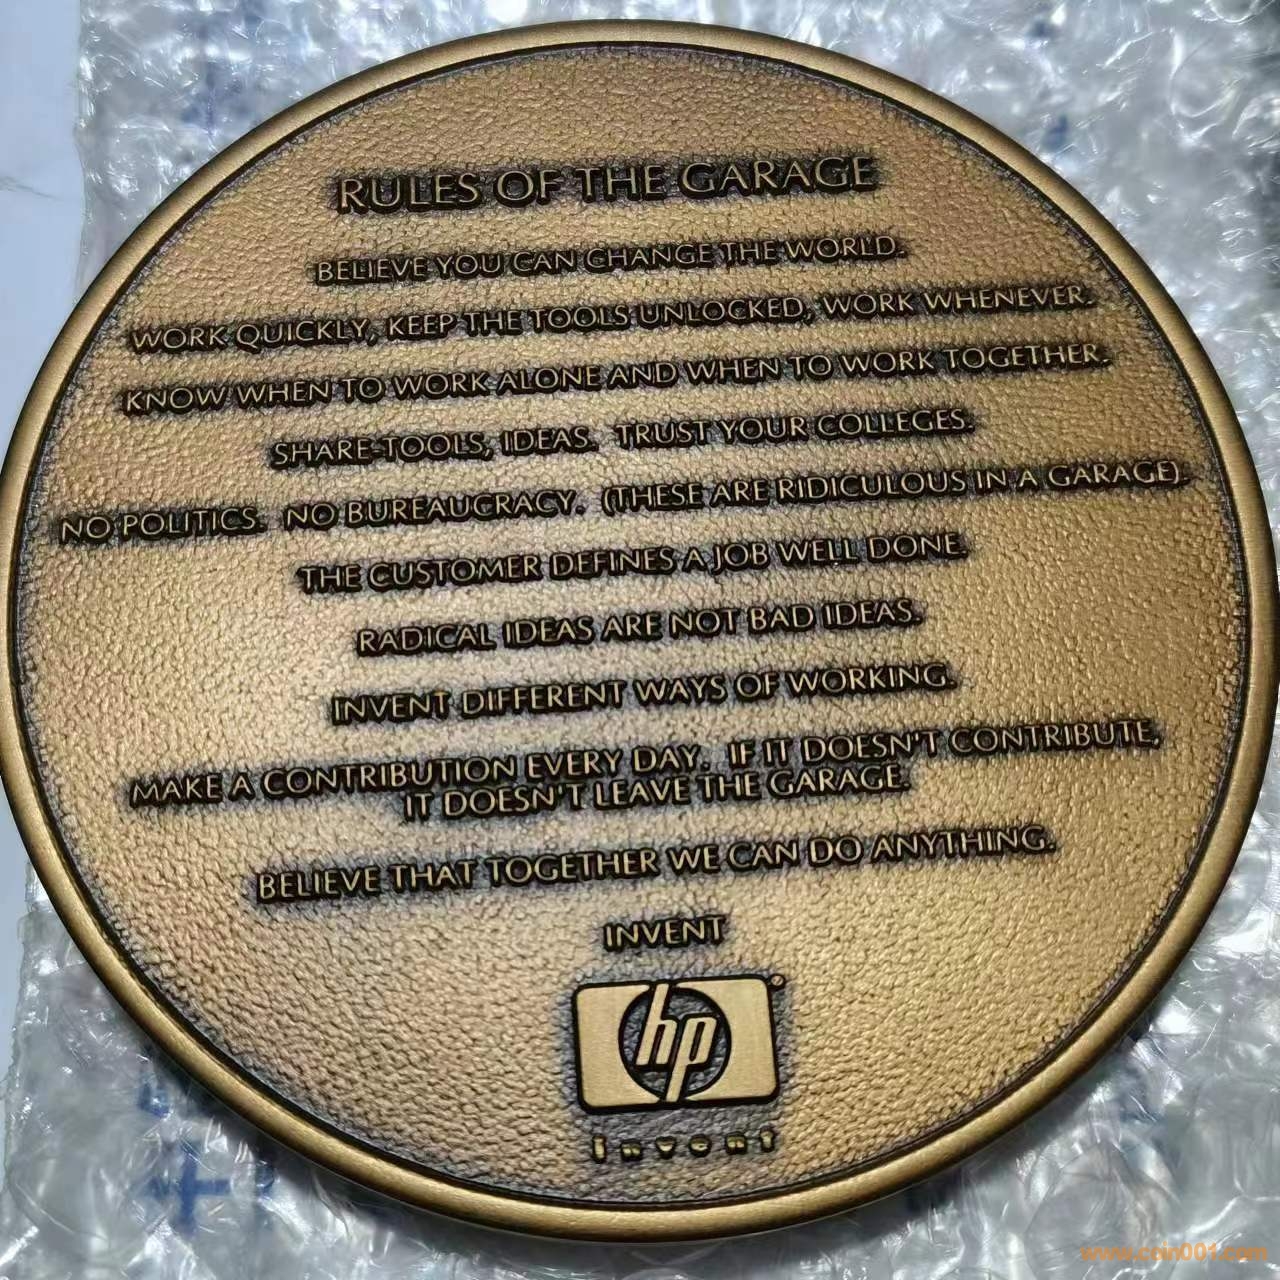 RULES OF THE GARAGE
BELIEVE YOU CAN CHANGE THE WORLD.
WORK QUICKLY, KEEP THE TOOLS UNLOCKED, WORK WHENEVER.
KNOW WHEN TO WORK ALONE AND WHEN TO WORK TOGETHER.
SHARE-TOOLS, IDEAS. TRUST YOUR COLLEGES.
NO POLITICS. NO BUREAUCRACY. (THESE ARE RIDICULOUS IN A GARAGE).
THE CUSTOMER DEFINES A JOB WELL DONE.
RADICAL IDEAS ARE NOT BAD IDEAS.
INVENT DIFFERENT WAYS OF WORKING.
MAKE A CONTRIBUTION EVERY DAY. IF IT DOESN'T CONTRIBUTE,
IT DOESN'T LEAVE THE GARAGE.
BELIEVE THAT TOGETHER WE CAN DO ANYTHING.
INVENT
hp®
invent
www.coin001.com